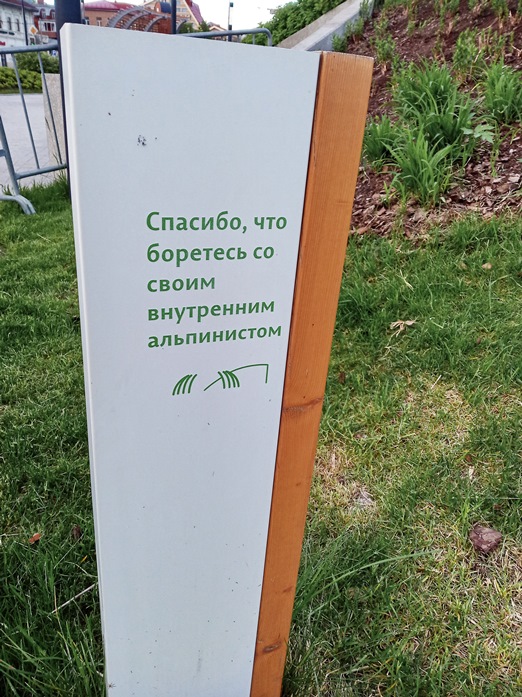 Спасибо, что
боретесь со
своим
внутренним
альпинистом